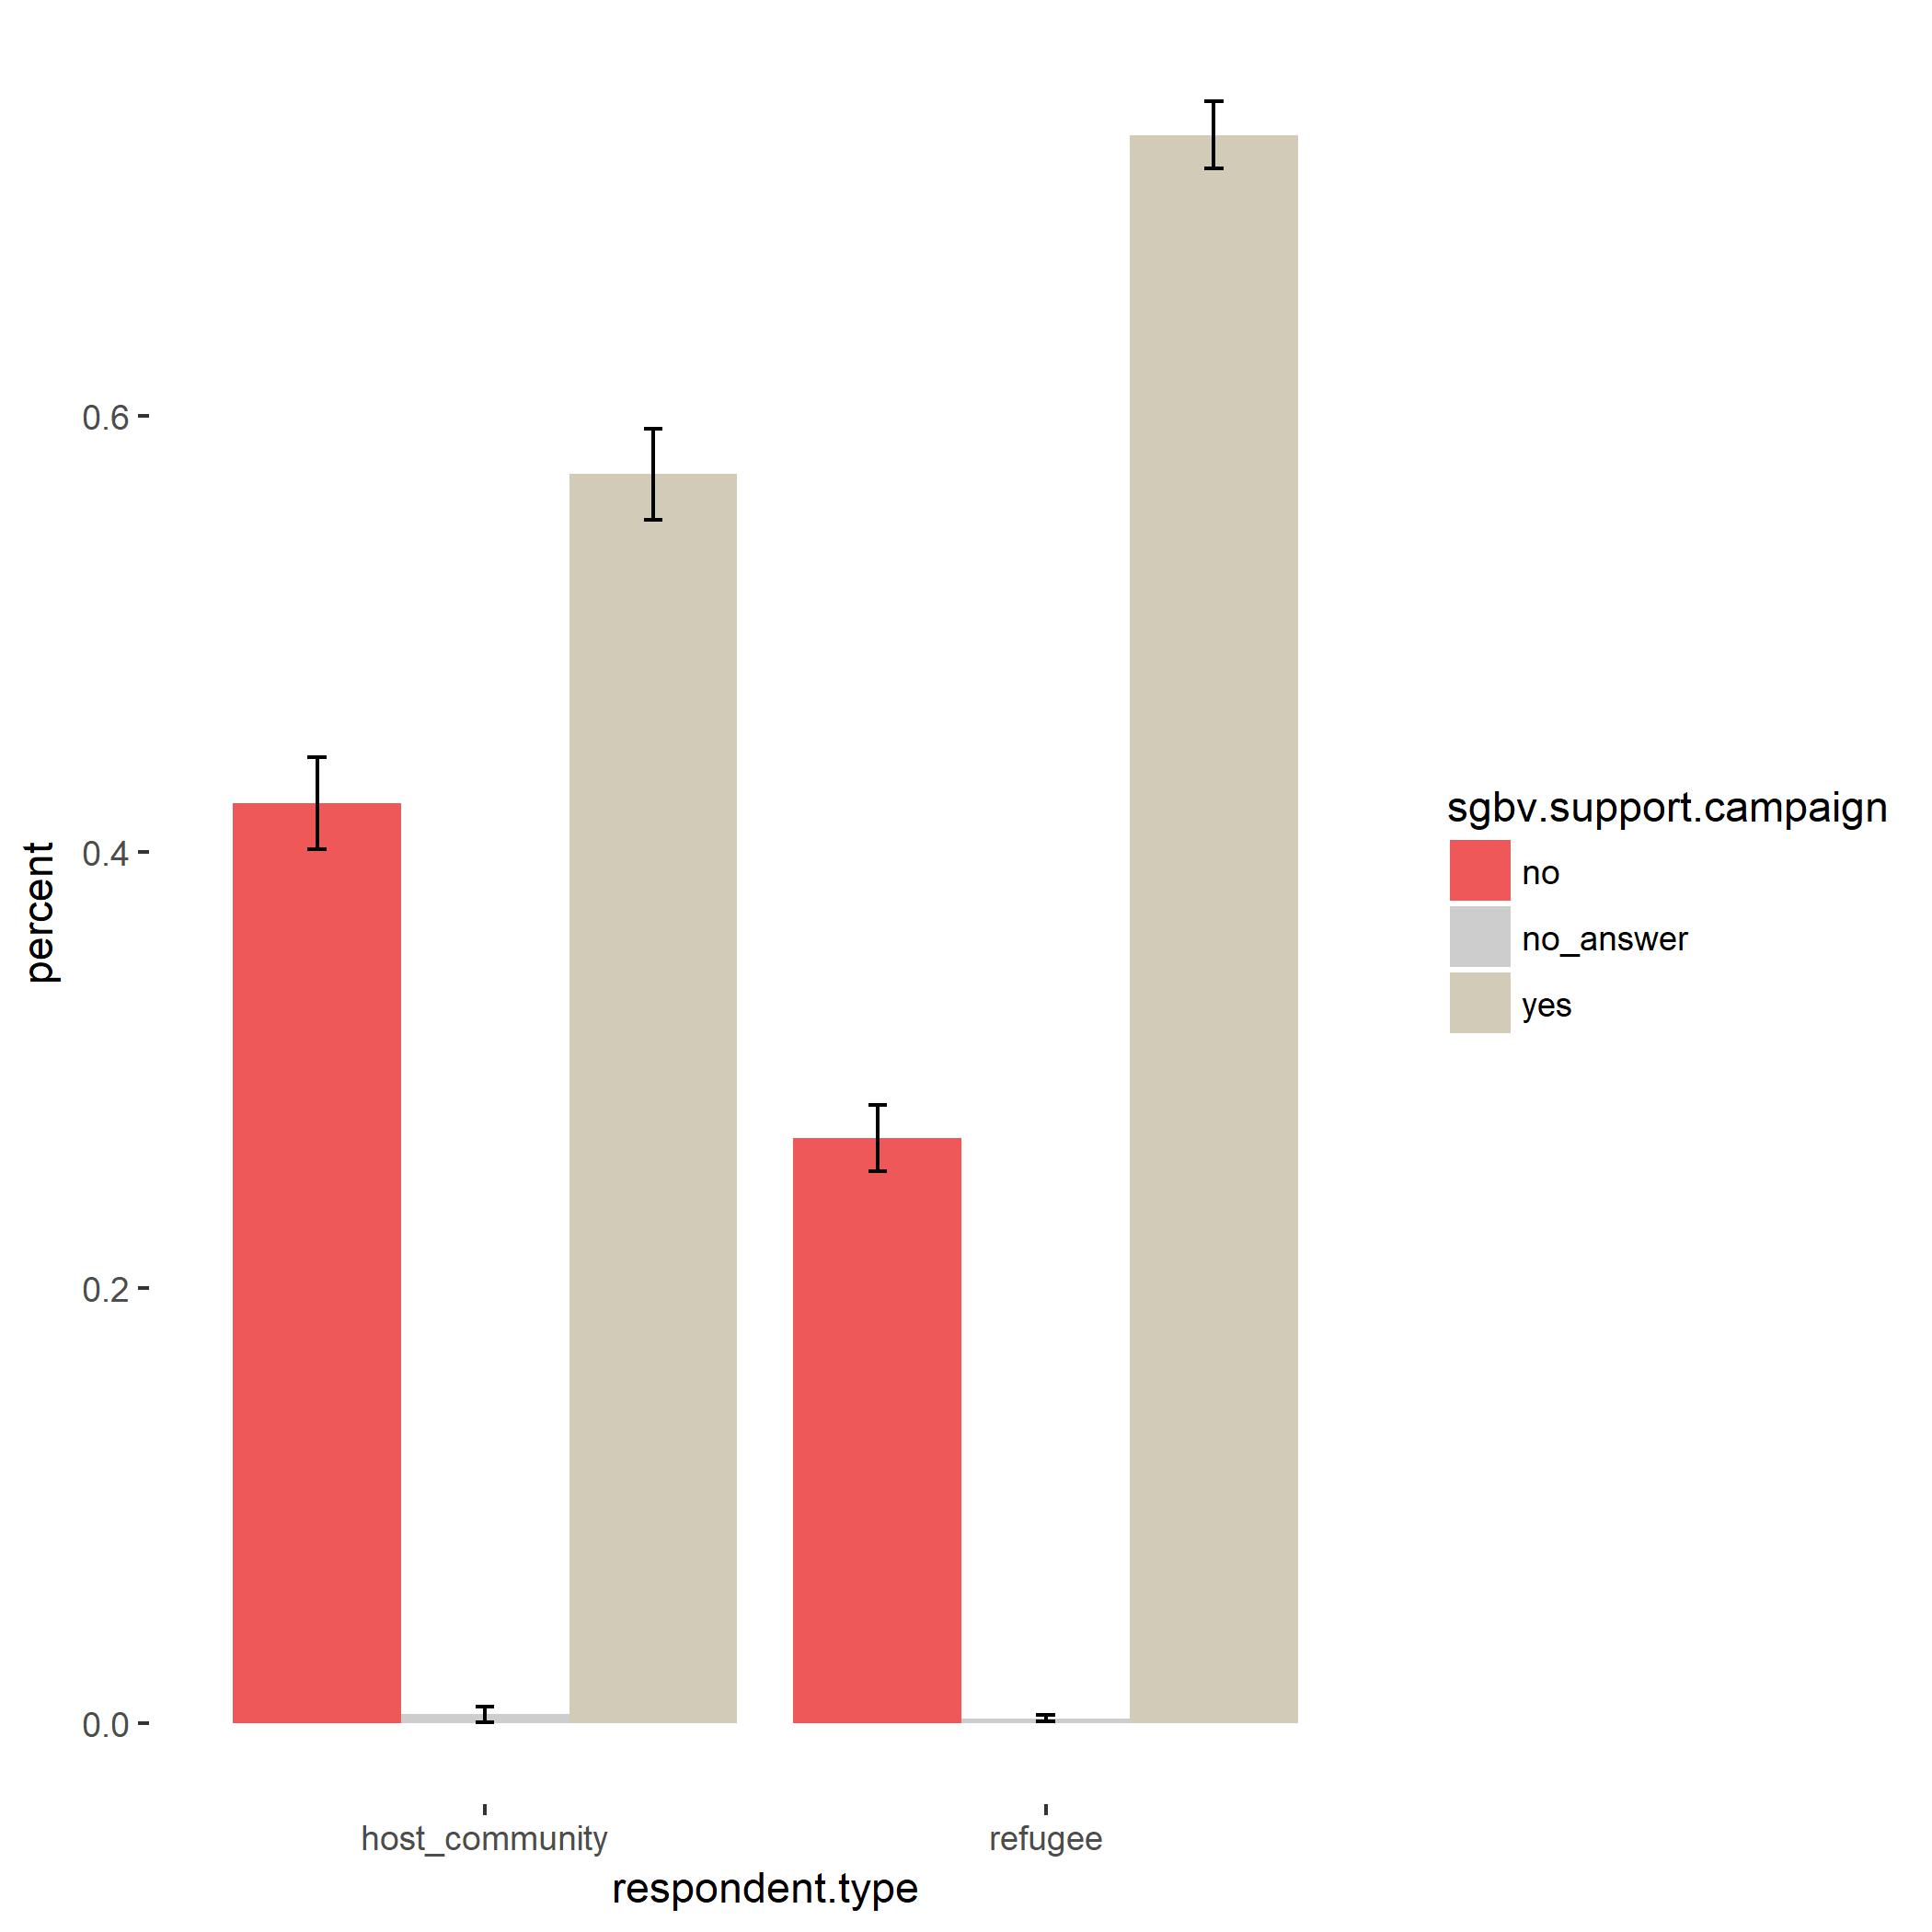 percent
0.6
0.4
0.2
0.0
host_community
refugee
respondent.type
sgbv.support.campaign
no
no_answer
yes